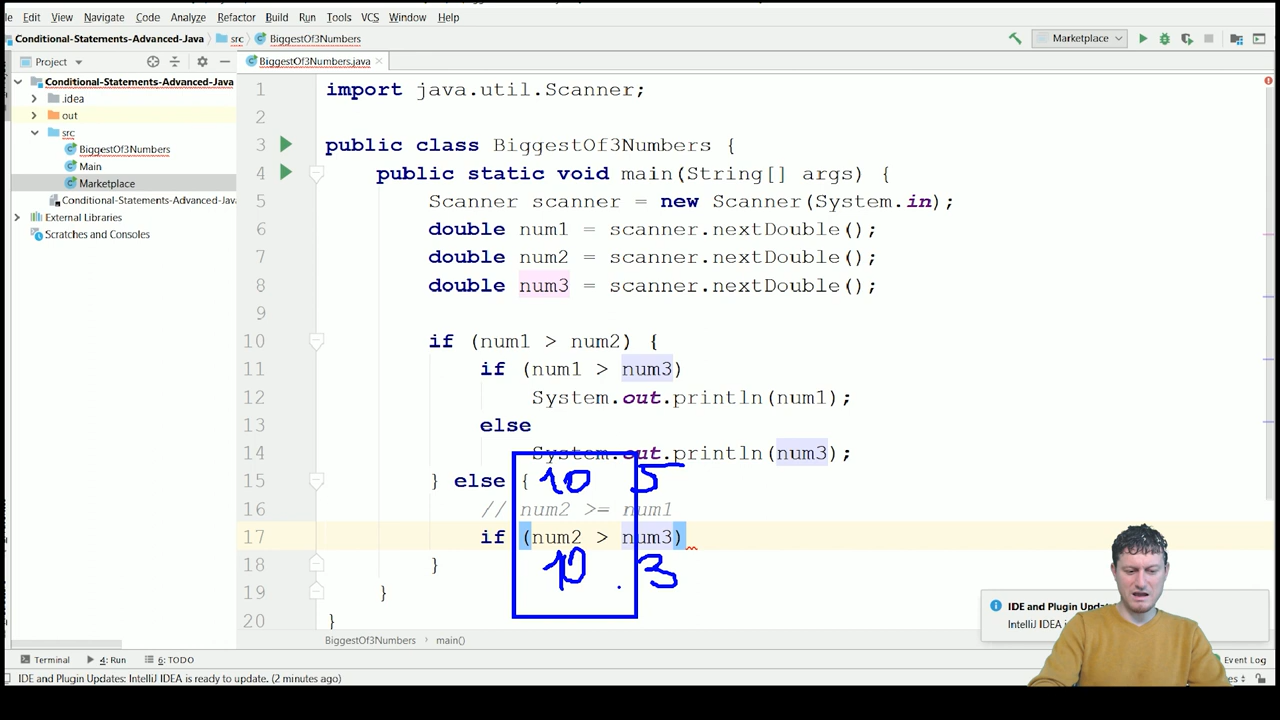 Edit View Navigate Code Analyze Refactor Build Run Tools VCS Window Help
Conditional-Statements-Advanced-Java src BiggestOf3Numbers Marketplace
Project BiggestOf3Numbers.java
Conditional-Statements-Advanced-Java
.idea
out
src
BiggestOf3Numbers
Main
Marketplace
Conditional-Statements-Advanced-Java
External Libraries
Scratches and Consoles
1 import java.util.Scanner;
2
3 public class BiggestOf3Numbers {
4 public static void main(String[] args) {
5 Scanner scanner = new Scanner(System.in);
6 double num1 = scanner.nextDouble();
7 double num2 = scanner.nextDouble();
8 double num3 = scanner.nextDouble();
9
10 if (num1 > num2) {
11 if (num1 > num3)
12 System.out.println(num1);
13 else
14 System.out.println(num3);
15 } else {
10 5
16 // num2 >= num1
17 if (num2 > num3)
10 3
18 }
19 }
20 }
IDE and Plugin
IntelliJ IDEA
BiggestOf3Numbers main()
Terminal 4: Run 6: TODO Event Log
IDE and Plugin Updates: IntelliJ IDEA is ready to update. (2 minutes ago)